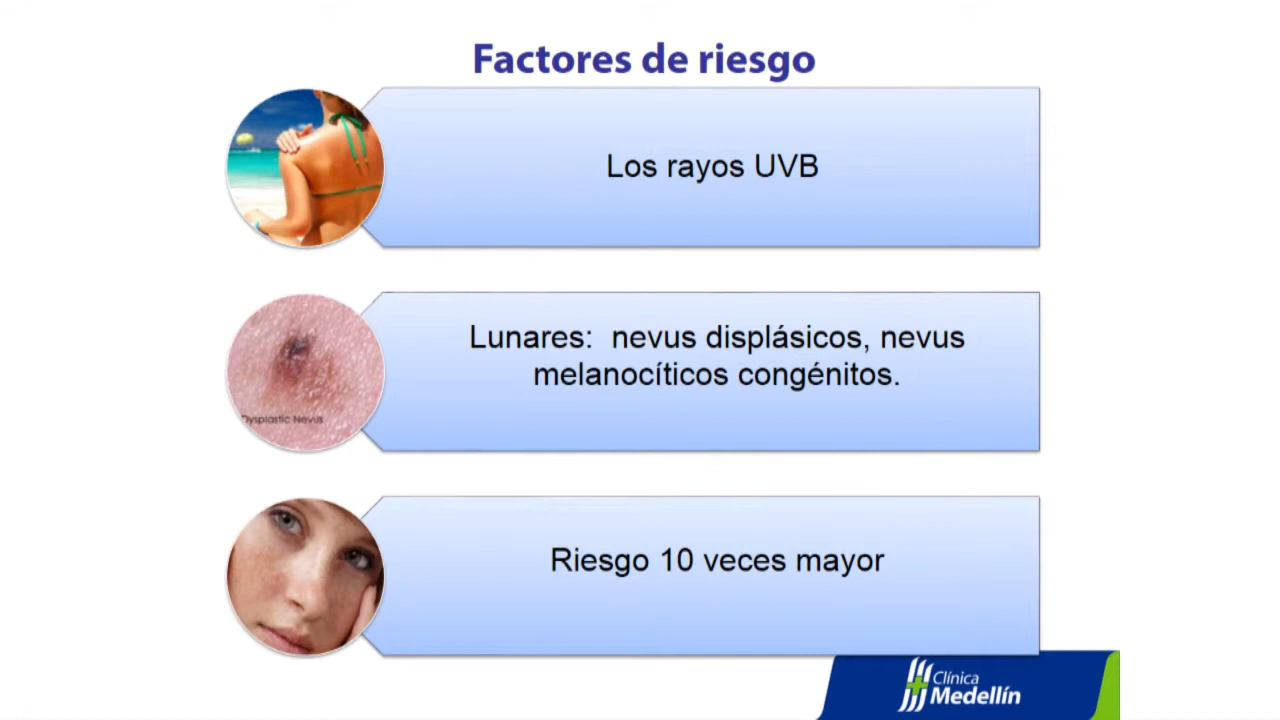 Factores de riesgo
Los rayos UVB
Lunares:  nevus displásicos, nevus
melanocíticos congénitos.
Dysplastic Nevus
Riesgo 10 veces mayor
Clínica
Medellín